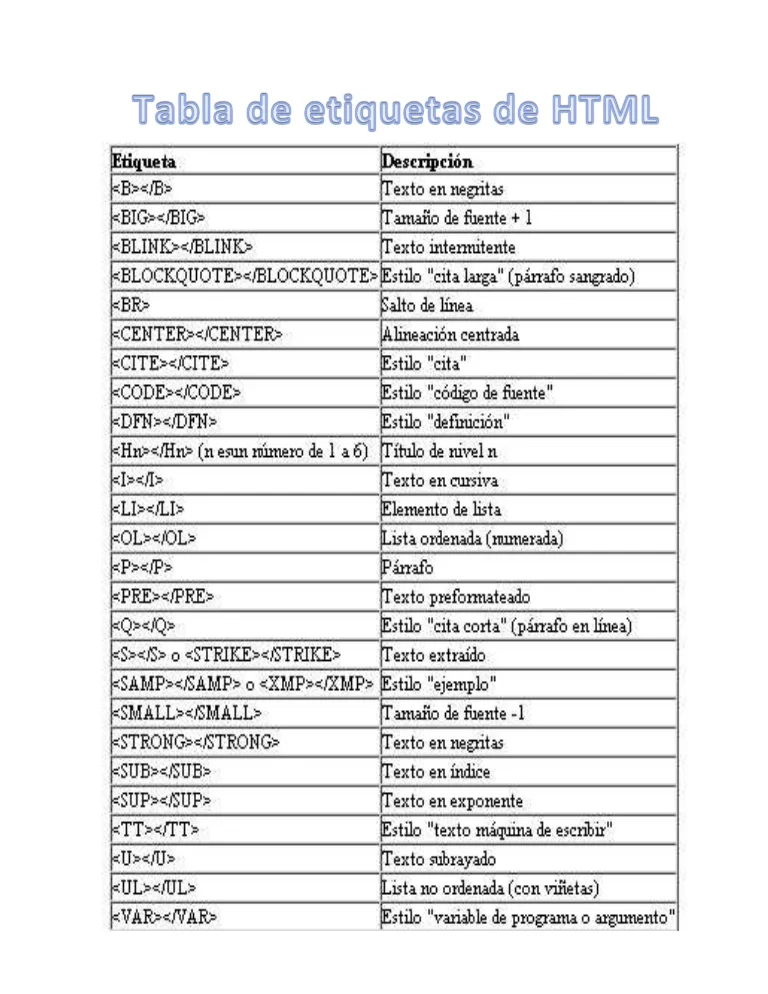 Tabla de etiquetas de HTML
Etiqueta Descripción
<B></B> Texto en negritas
<BIG></BIG> Tamaño de fuente + 1
<BLINK></BLINK> Texto intermitente
<BLOCKQUOTE></BLOCKQUOTE> Estilo "cita larga" (párrafo sangrado)
<BR> Salto de línea
<CENTER></CENTER> Alineación centrada
<CITE></CITE> Estilo "cita"
<CODE></CODE> Estilo "código de fuente"
<DFN></DFN> Estilo "definición"
<Hn></Hn> (n esun número de 1 a 6) Título de nivel n
<I></I> Texto en cursiva
<LI></LI> Elemento de lista
<OL></OL> Lista ordenada (numerada)
<P></P> Párrafo
<PRE></PRE> Texto preformateado
<Q></Q> Estilo "cita corta" (párrafo en línea)
<S></S> o <STRIKE></STRIKE> Texto extraído
<SAMP></SAMP> o <XMP></XMP> Estilo "ejemplo"
<SMALL></SMALL> Tamaño de fuente -1
<STRONG></STRONG> Texto en negritas
<SUB></SUB> Texto en índice
<SUP></SUP> Texto en exponente
<TT></TT> Estilo "texto máquina de escribir"
<U></U> Texto subrayado
<UL></UL> Lista no ordenada (con viñetas)
<VAR></VAR> Estilo "variable de programa o argumento"